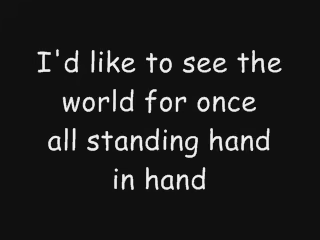 I'd like to see the
world for once
all standing hand
in hand